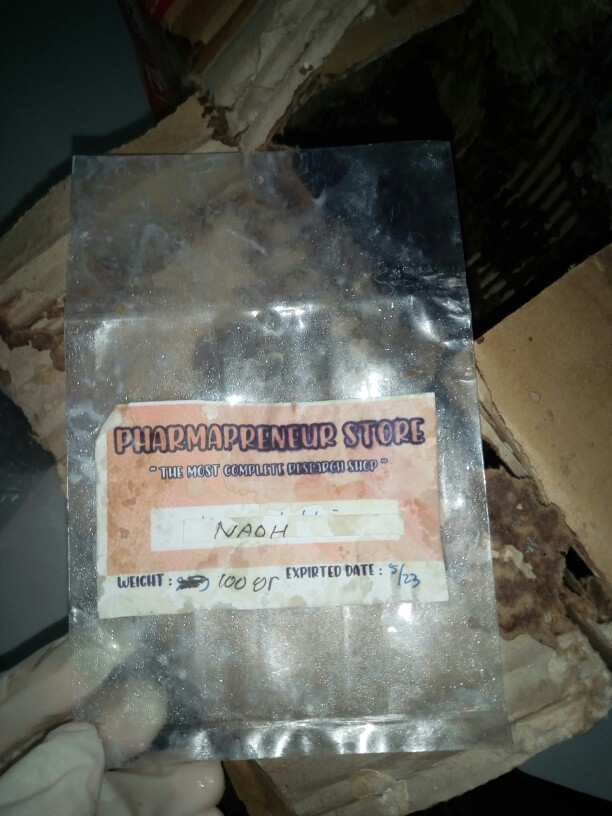 PHARMAPRENEUR STORE
"THE MOST COMPLETE RESEARCH SHOP"
NAOH
WEIGHT : 100 gr EXPIRTED DATE : 5/23